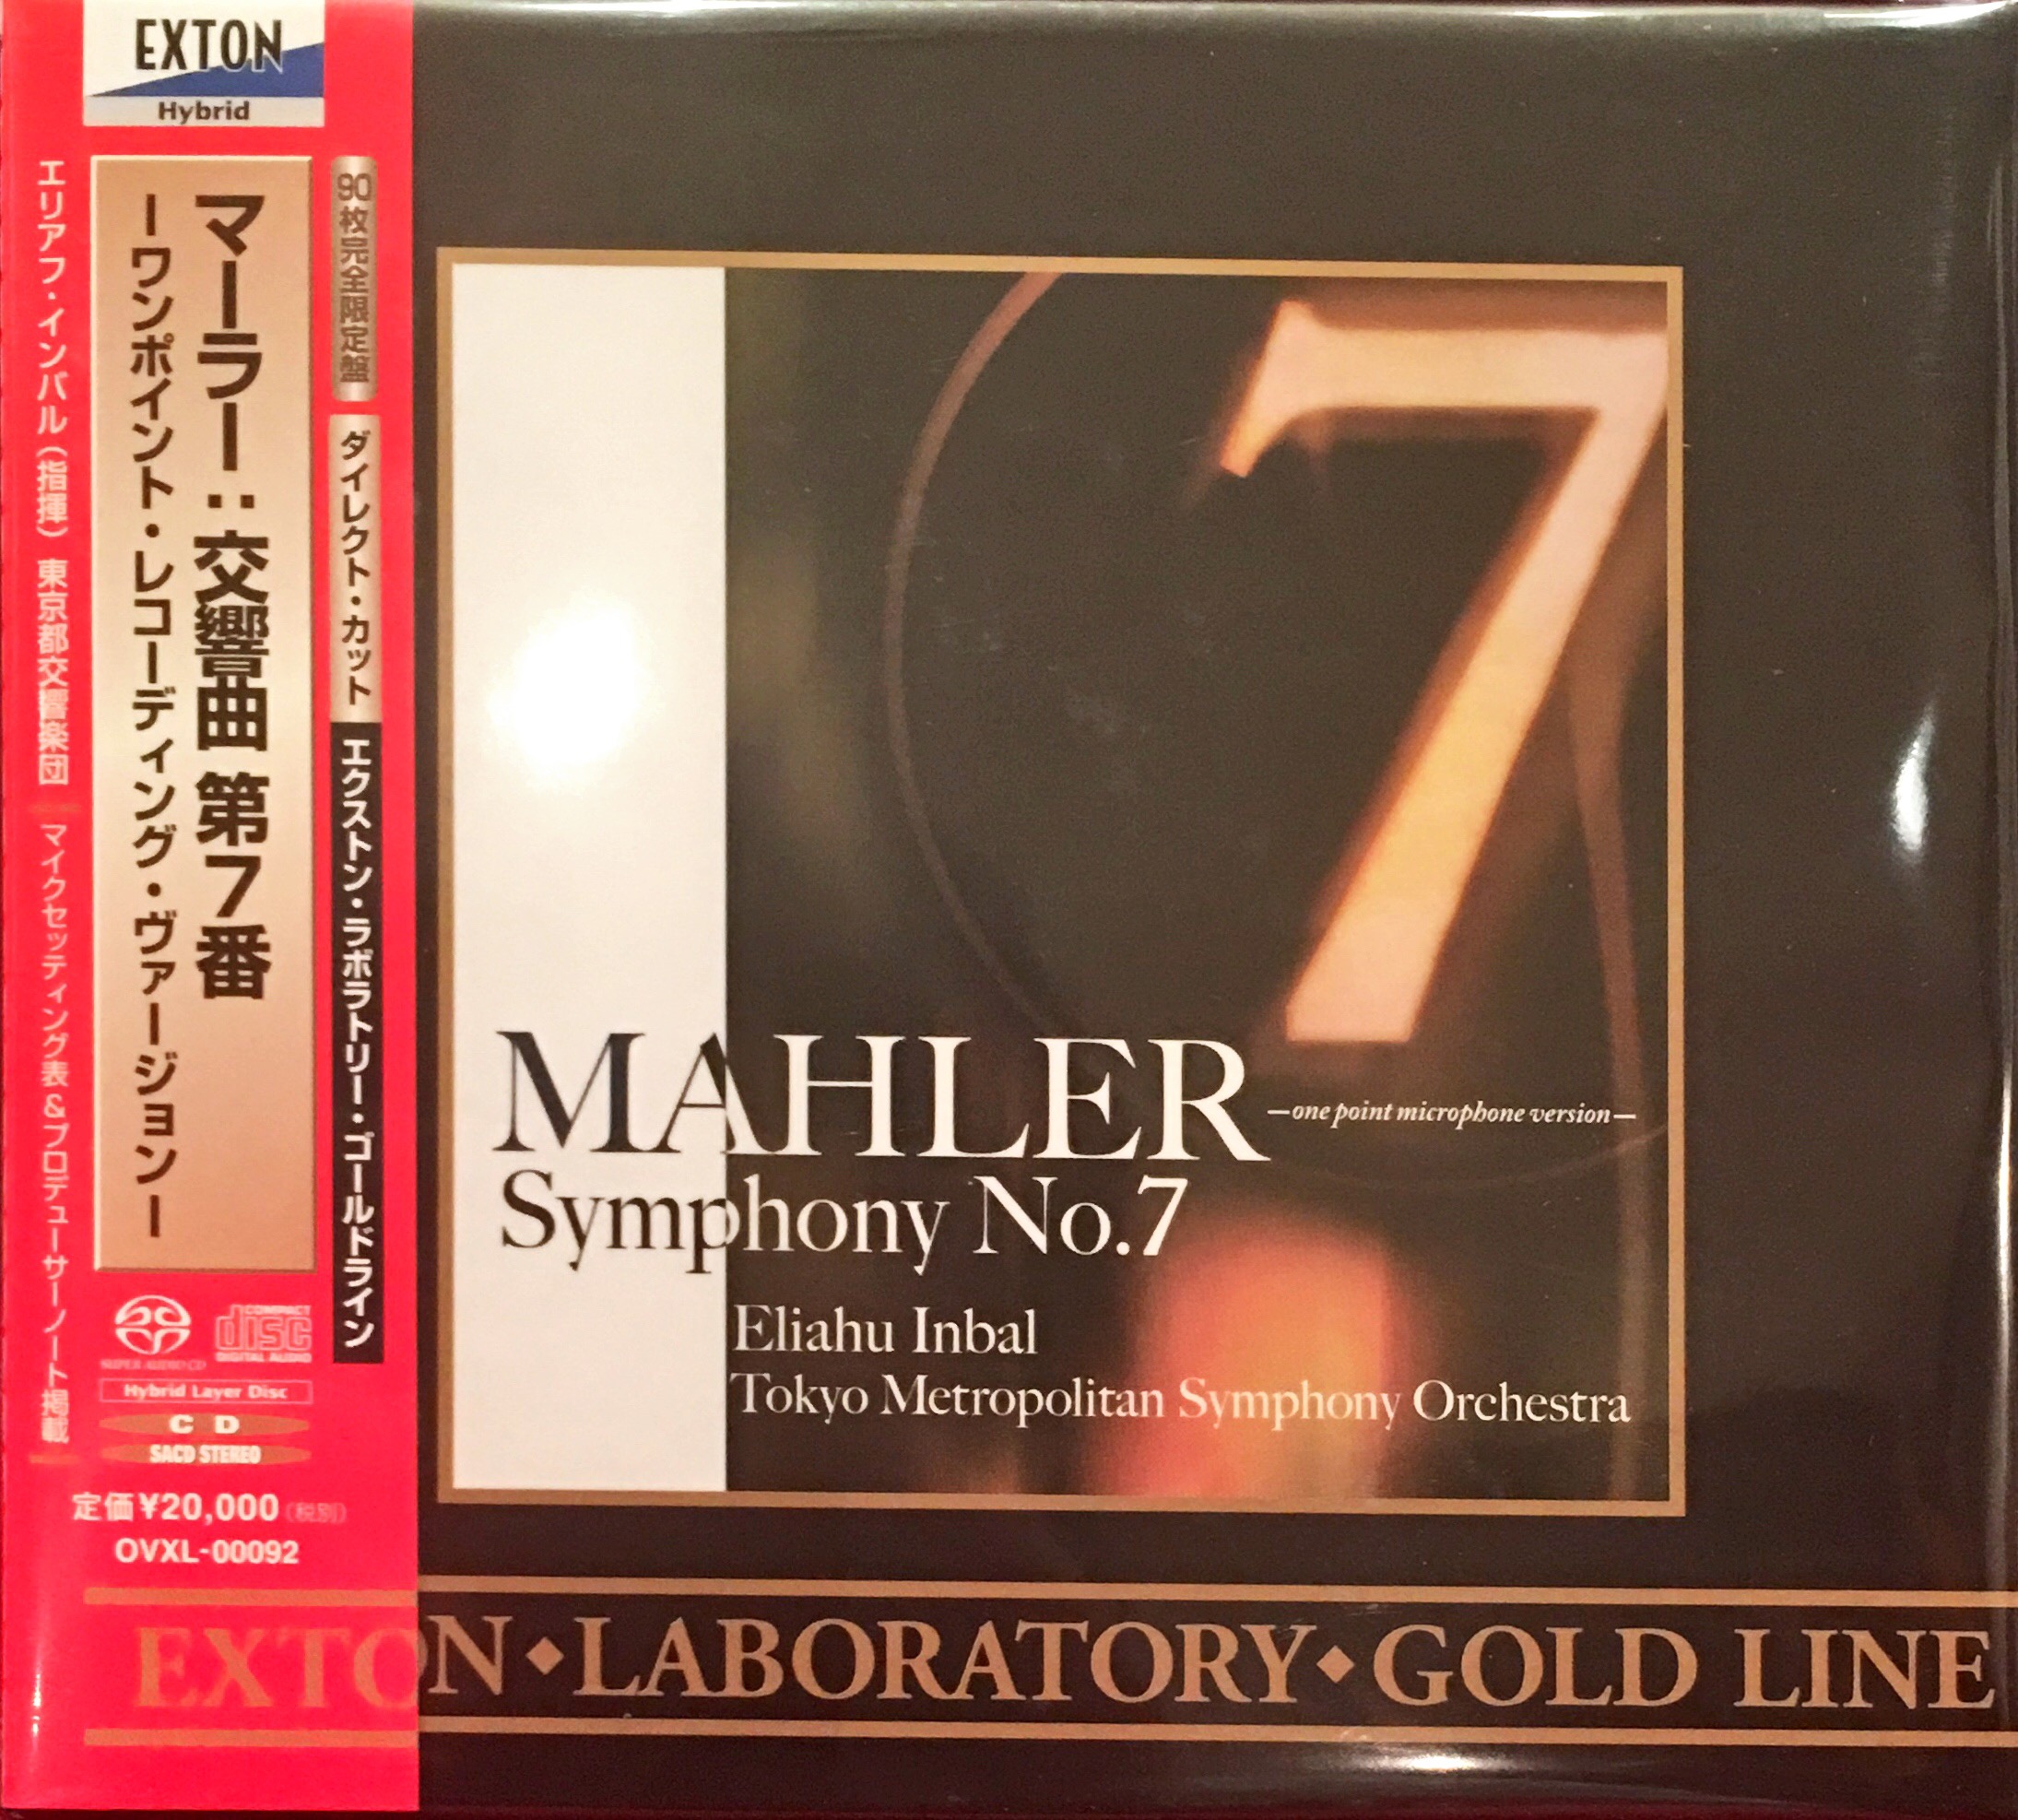 EXTON
Hybrid
90枚完全限定盤
ダイレクト・カット
エクストン・ラボラトリー・ゴールドライン
マーラー:交響曲 第7番
ーワンポイント・レコーディング・ヴァージョンー
エリアフ・インバル(指揮) 東京都交響楽団
マイクセッティング表&プロデューサーノート掲載
SUPER AUDIO CD
COMPACT
disc
DIGITAL AUDIO
Hybrid Layer Disc
CD
SACD STEREO
定価¥20,000(税別)
OVXL-00092
7
MAHLER
—one point microphone version—
Symphony No.7
Eliahu Inbal
Tokyo Metropolitan Symphony Orchestra
EXTON◆LABORATORY◆GOLD LINE